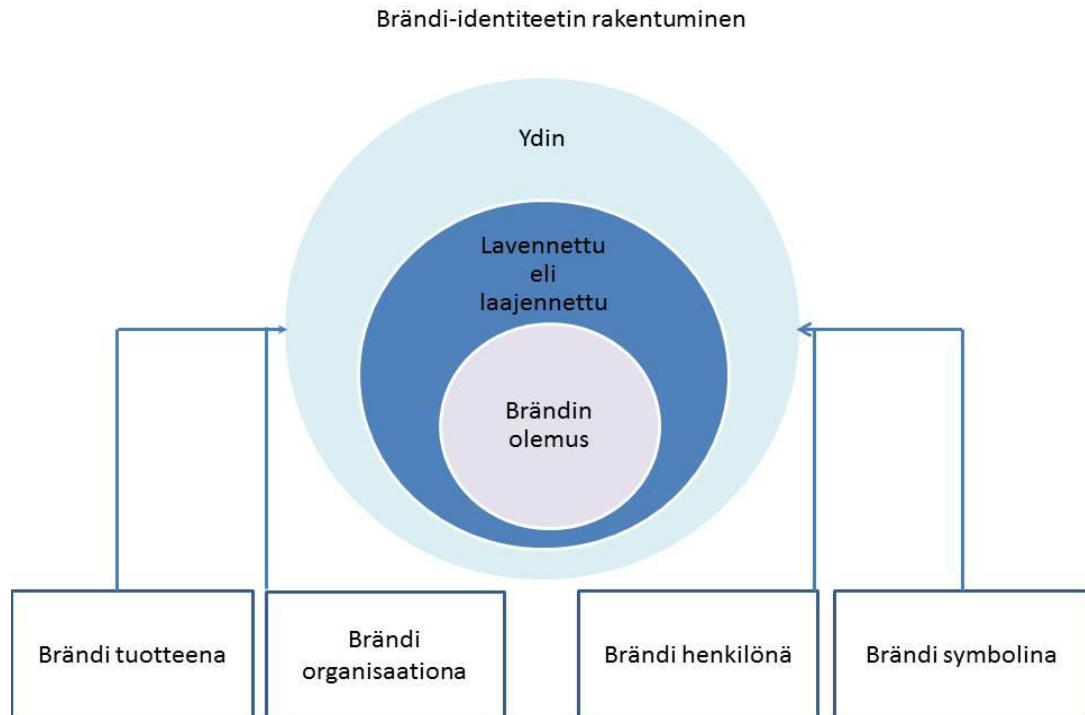 Brändi-identiteetin rakentuminen
Ydin
Lavennettu
eli
laajennettu
Brändin
olemus
Brändi tuotteena
Brändi
organisaationa
Brändi henkilönä
Brändi symbolina